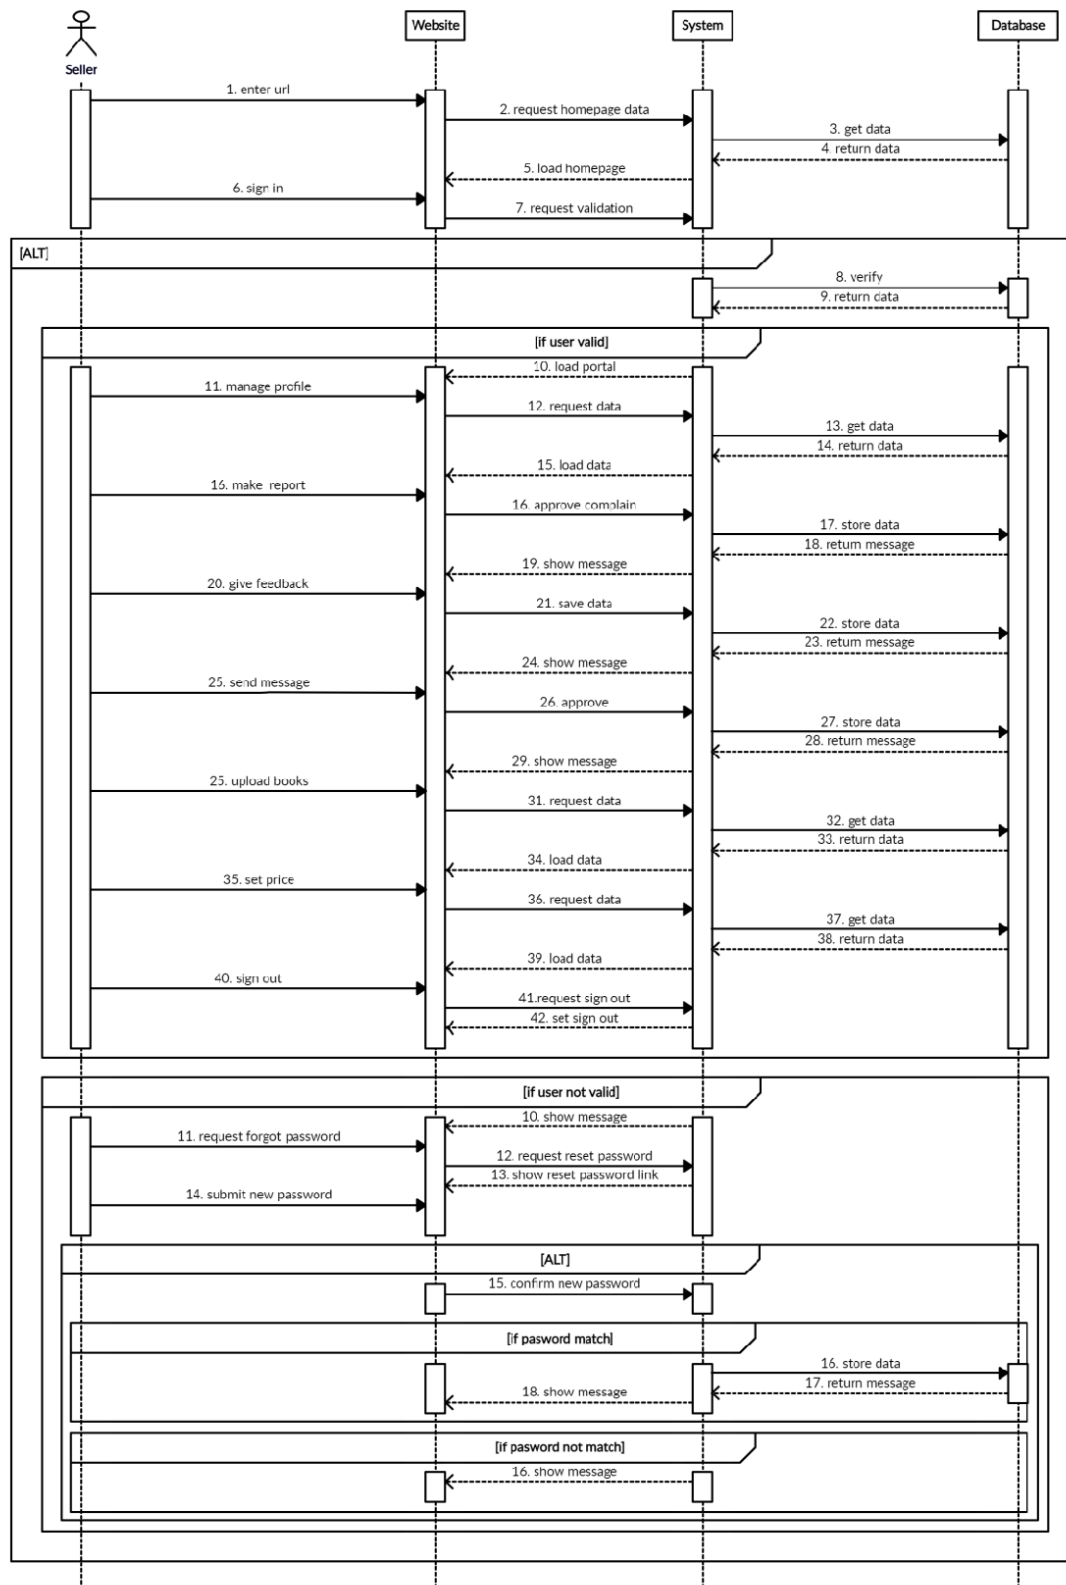 Website
System
Database
Seller
1. enter url
2. request homepage data
3. get data
4. return data
5. load homepage
6. sign in
7. request validation
[ALT]
8. verify
9. return data
[if user valid]
10. load portal
11. manage profile
12. request data
13. get data
14. return data
15. load data
16. make report
16. approve complain
17. store data
18. return message
19. show message
20. give feedback
21. save data
22. store data
23. return message
24. show message
25. send message
26. approve
27. store data
28. return message
29. show message
25. upload books
31. request data
32. get data
33. return data
34. load data
35. set price
36. request data
37. get data
38. return data
39. load data
40. sign out
41.request sign out
42. set sign out
[if user not valid]
10. show message
11. request forgot password
12. request reset password
13. show reset password link
14. submit new password
[ALT]
15. confirm new password
[if pasword match]
16. store data
17. return message
18. show message
[if pasword not match]
16. show message